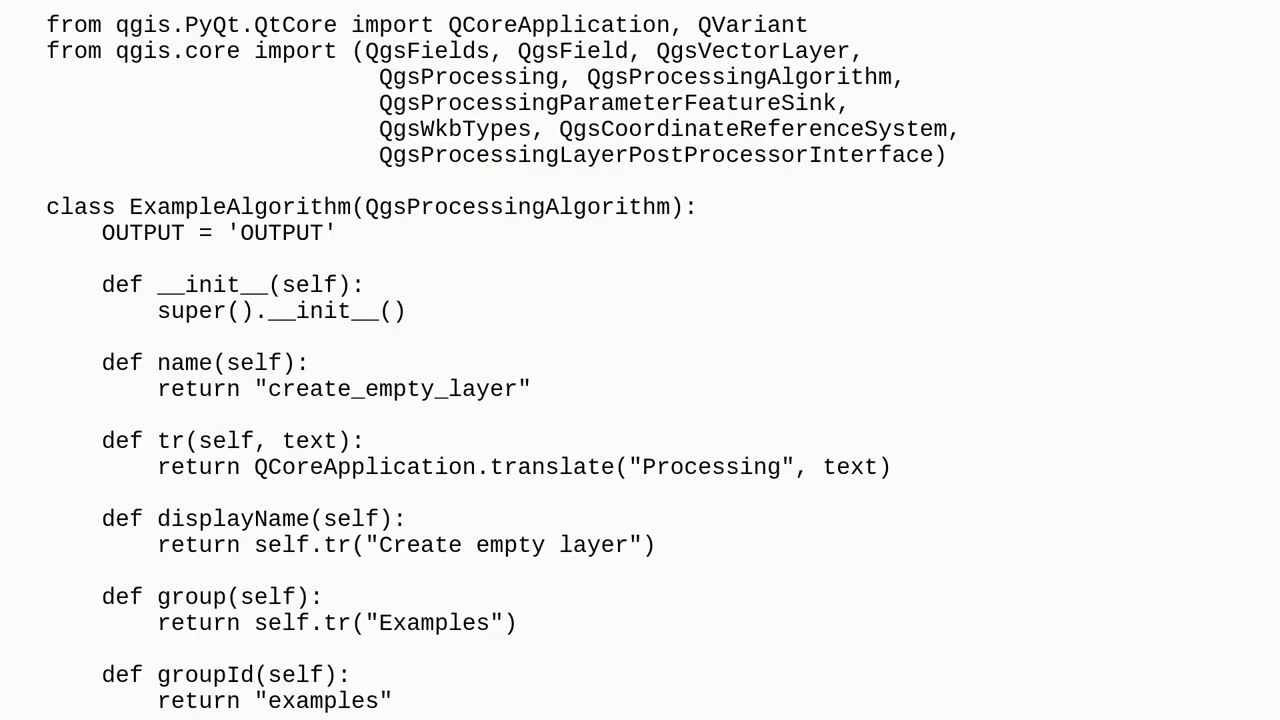 from qgis.PyQt.QtCore import QCoreApplication, QVariant
from qgis.core import (QgsFields, QgsField, QgsVectorLayer,
                        QgsProcessing, QgsProcessingAlgorithm,
                        QgsProcessingParameterFeatureSink,
                        QgsWkbTypes, QgsCoordinateReferenceSystem,
                        QgsProcessingLayerPostProcessorInterface)

class ExampleAlgorithm(QgsProcessingAlgorithm):
    OUTPUT = 'OUTPUT'

    def __init__(self):
        super().__init__()

    def name(self):
        return "create_empty_layer"

    def tr(self, text):
        return QCoreApplication.translate("Processing", text)

    def displayName(self):
        return self.tr("Create empty layer")

    def group(self):
        return self.tr("Examples")

    def groupId(self):
        return "examples"